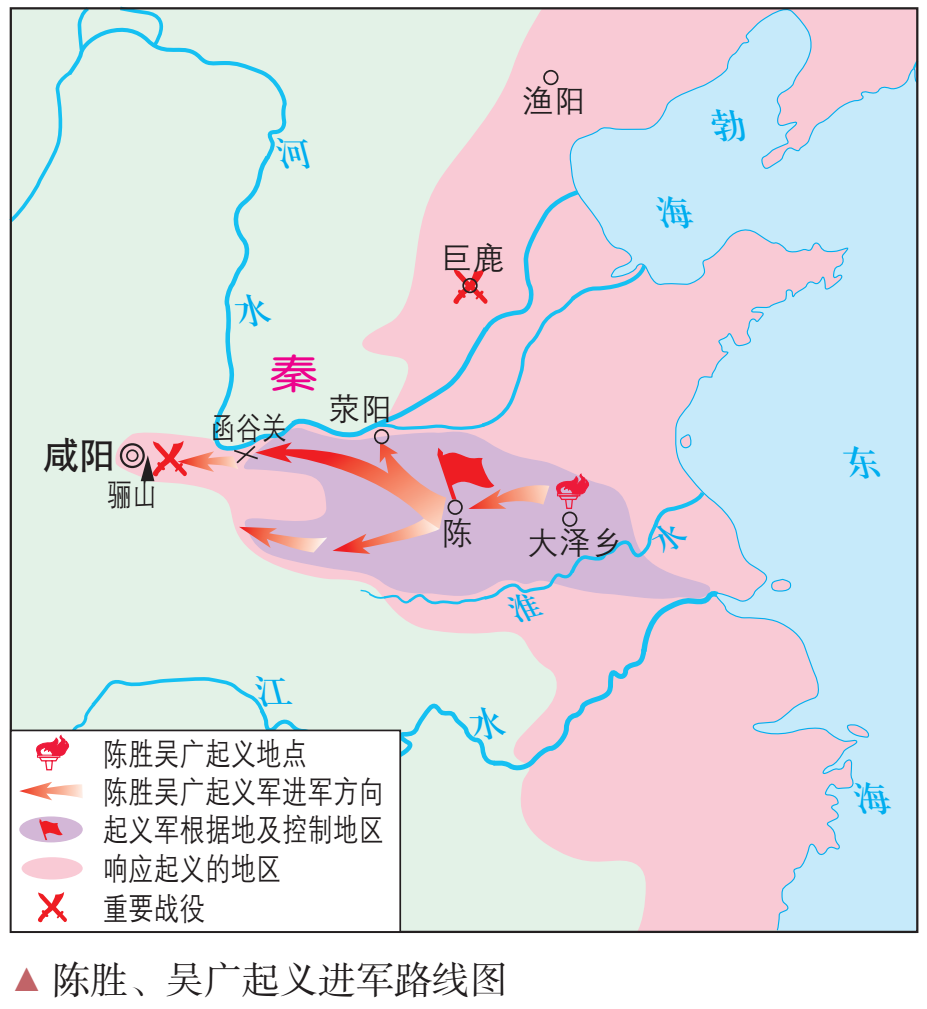 渔阳
勃
海
河
巨鹿
水
秦
荥阳
函谷关
咸阳
骊山
东
陈
大泽乡
水
淮
江
水
海
陈胜吴广起义地点
陈胜吴广起义军进军方向
起义军根据地及控制地区
响应起义的地区
重要战役
▲ 陈胜、吴广起义进军路线图